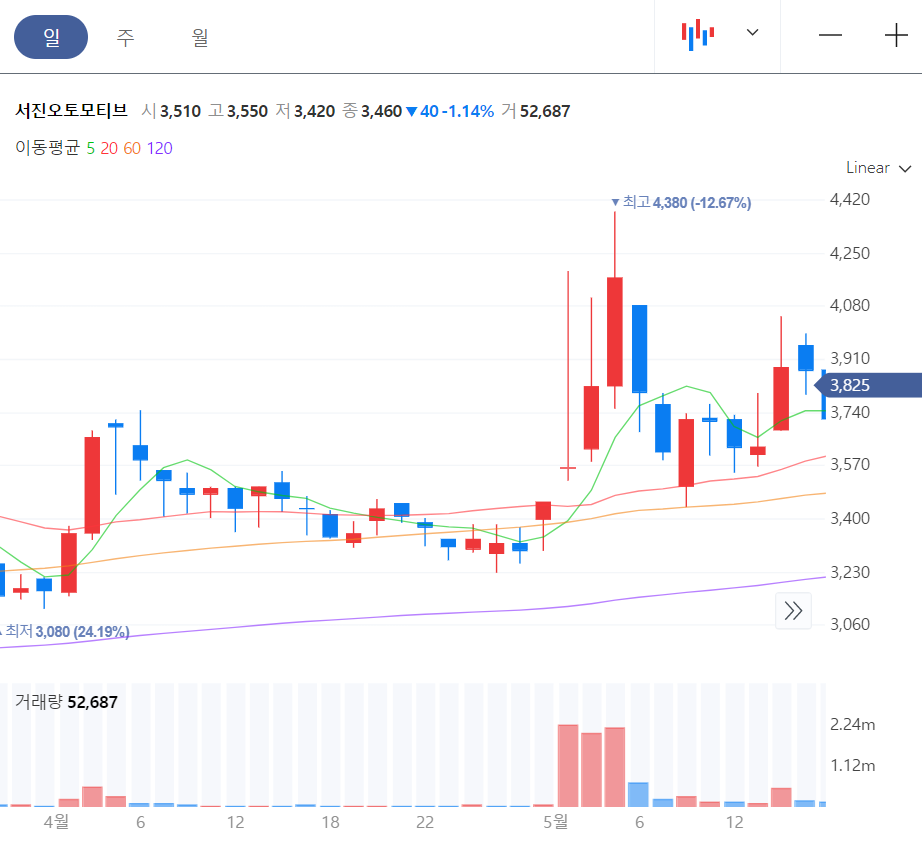 일 주 월
서진오토모티브 시 3,510 고 3,550 저 3,420 종 3,460 ▼ 40 -1.14% 거 52,687
이동평균 5 20 60 120
Linear
▼ 최고 4,380 (-12.67%)
4,420
4,250
4,080
3,910
3,825
3,740
3,570
3,400
3,230
3,060
최저 3,080 (24.19%)
거래량 52,687
2.24m
1.12m
4월 6 12 18 22 5월 6 12